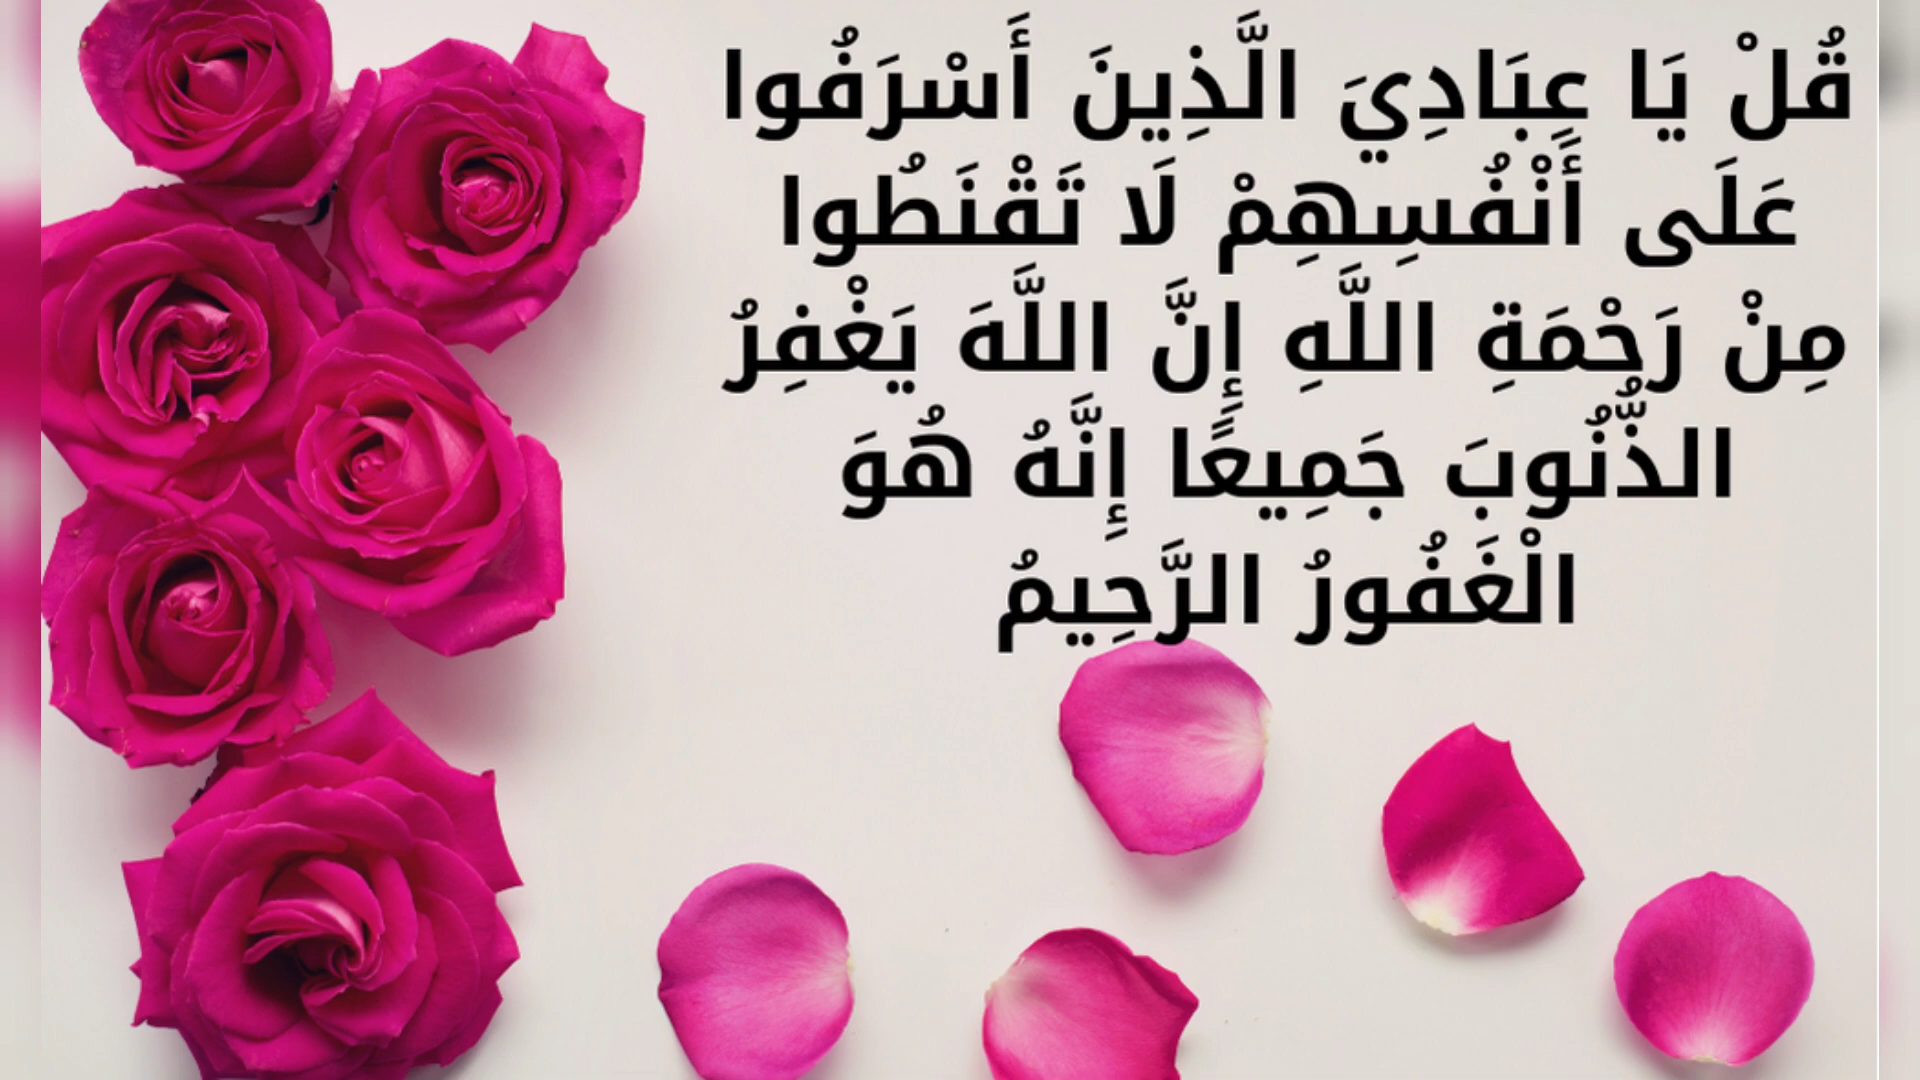 قُلْ يَا عِبَادِيَ الَّذِينَ أَسْرَفُوا
عَلَى أَنْفُسِهِمْ لَا تَقْنَطُوا
مِنْ رَحْمَةِ اللَّهِ إِنَّ اللَّهَ يَغْفِرُ
الذُّنُوبَ جَمِيعًا إِنَّهُ هُوَ
الْغَفُورُ الرَّحِيمُ